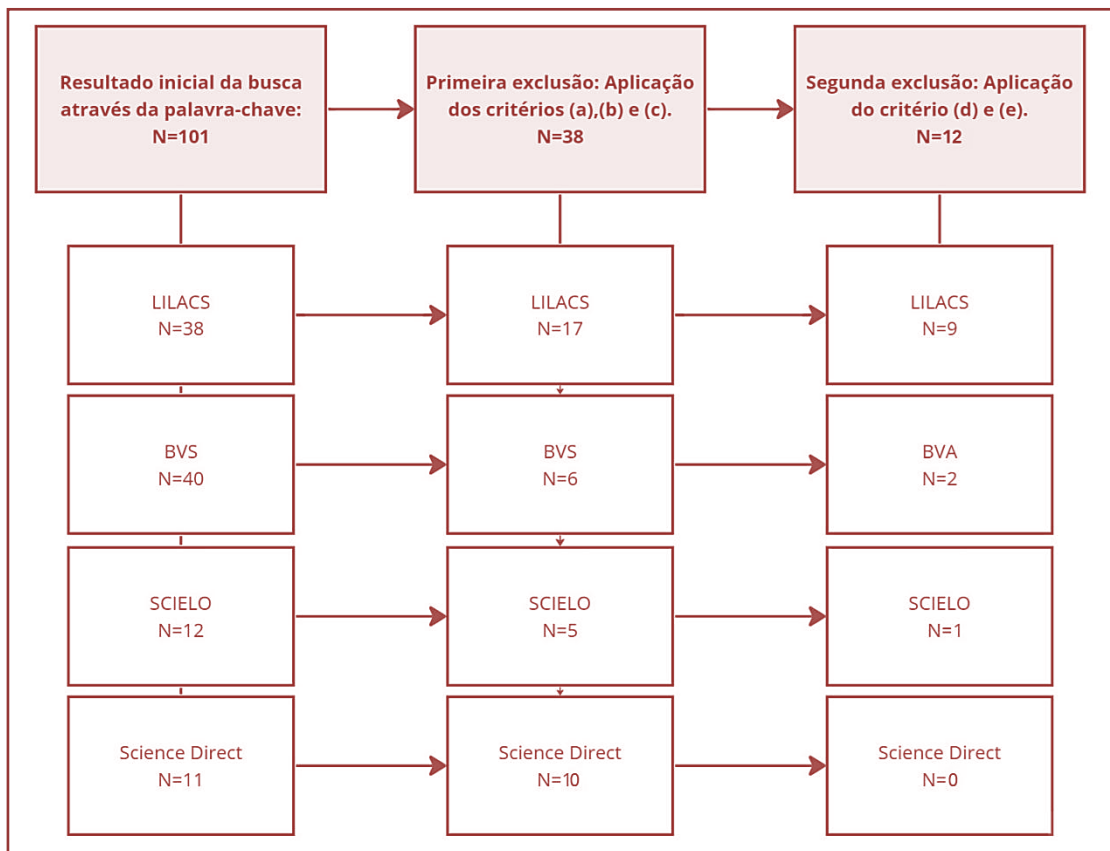 Resultado inicial da busca
através da palavra-chave:
N=101
Primeira exclusão: Aplicação
dos critérios (a),(b) e (c).
N=38
Segunda exclusão: Aplicação
do critério (d) e (e).
N=12
LILACS
N=38
LILACS
N=17
LILACS
N=9
BVS
N=40
BVS
N=6
BVA
N=2
SCIELO
N=12
SCIELO
N=5
SCIELO
N=1
Science Direct
N=11
Science Direct
N=10
Science Direct
N=0